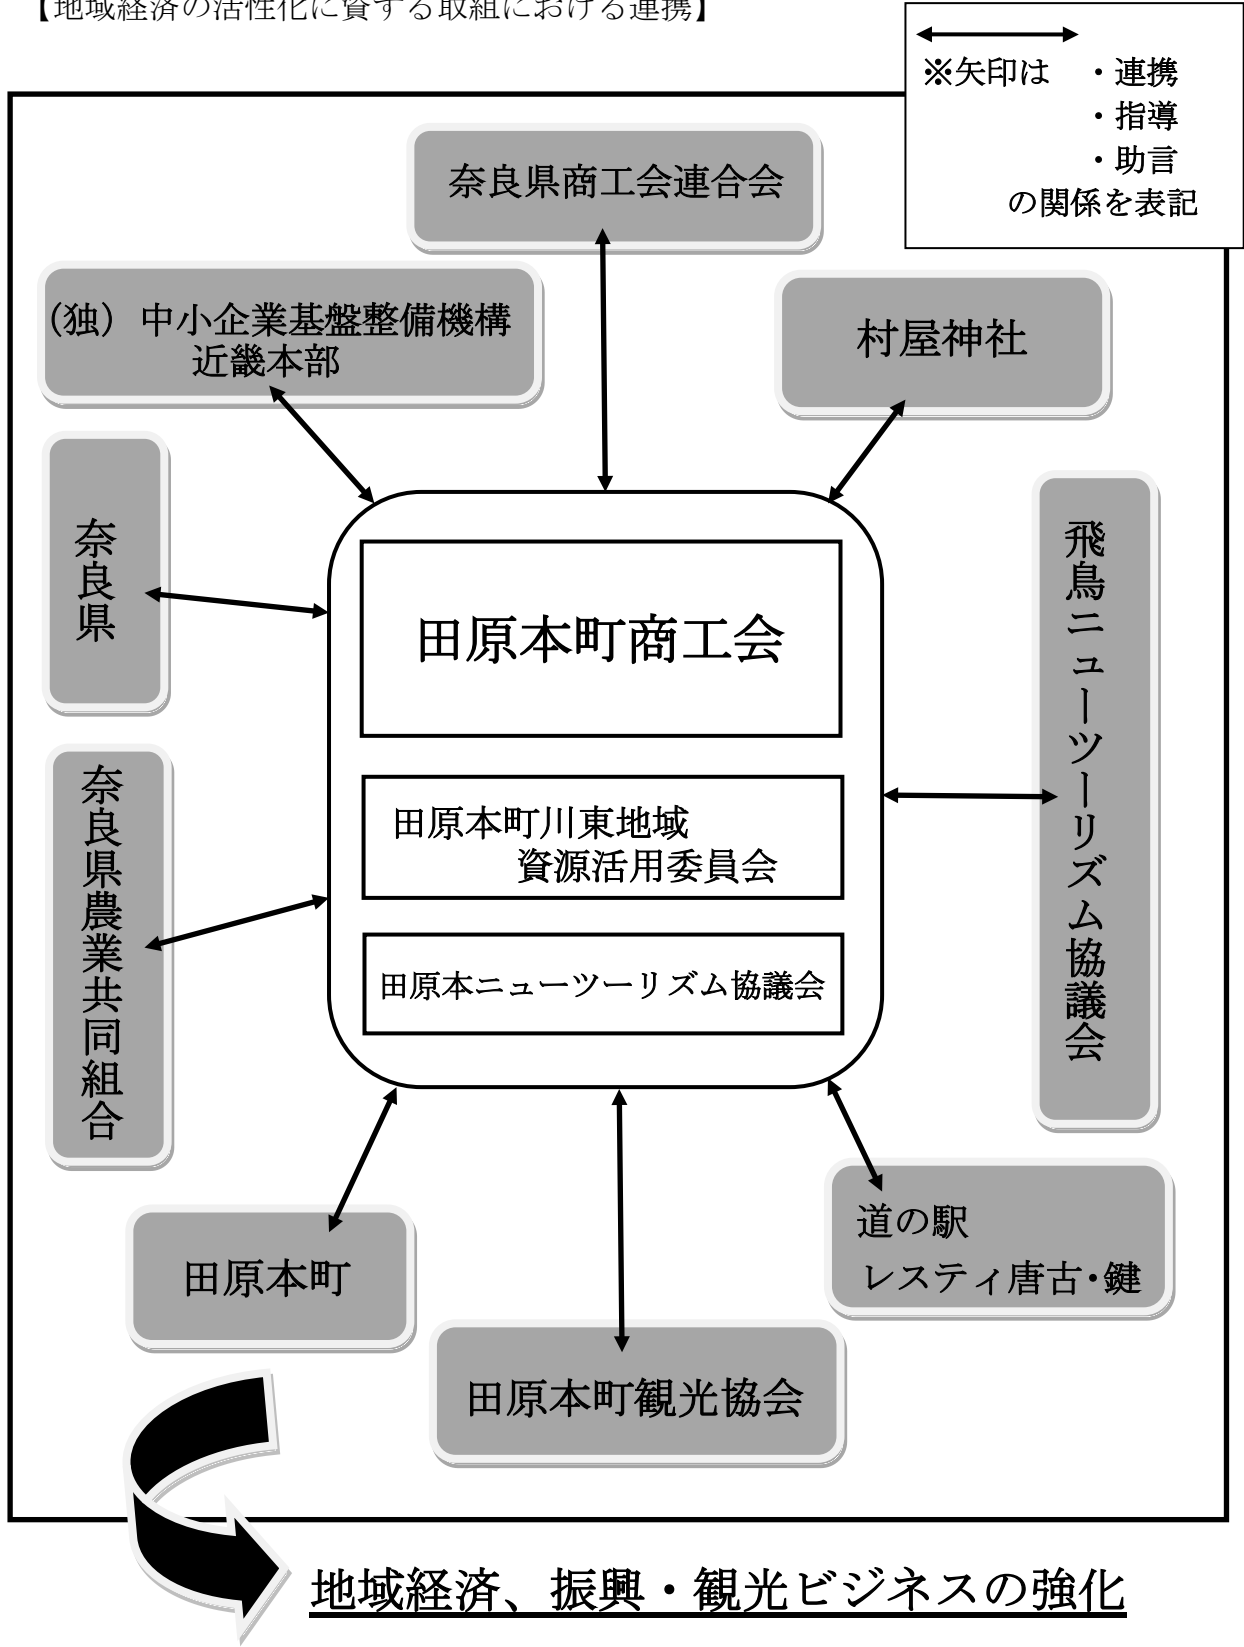 【地域経済の活性化に資する取組における連携】
※矢印は ・連携
・指導
・助言
の関係を表記
奈良県商工会連合会
(独)中小企業基盤整備機構
近畿本部
村屋神社
奈良県
飛鳥ニューツーリズム協議会
田原本町商工会
田原本町川東地域
資源活用委員会
田原本ニューツーリズム協議会
奈良県農業共同組合
田原本町
道の駅
レスティ唐古・鍵
田原本町観光協会
地域経済、振興・観光ビジネスの強化